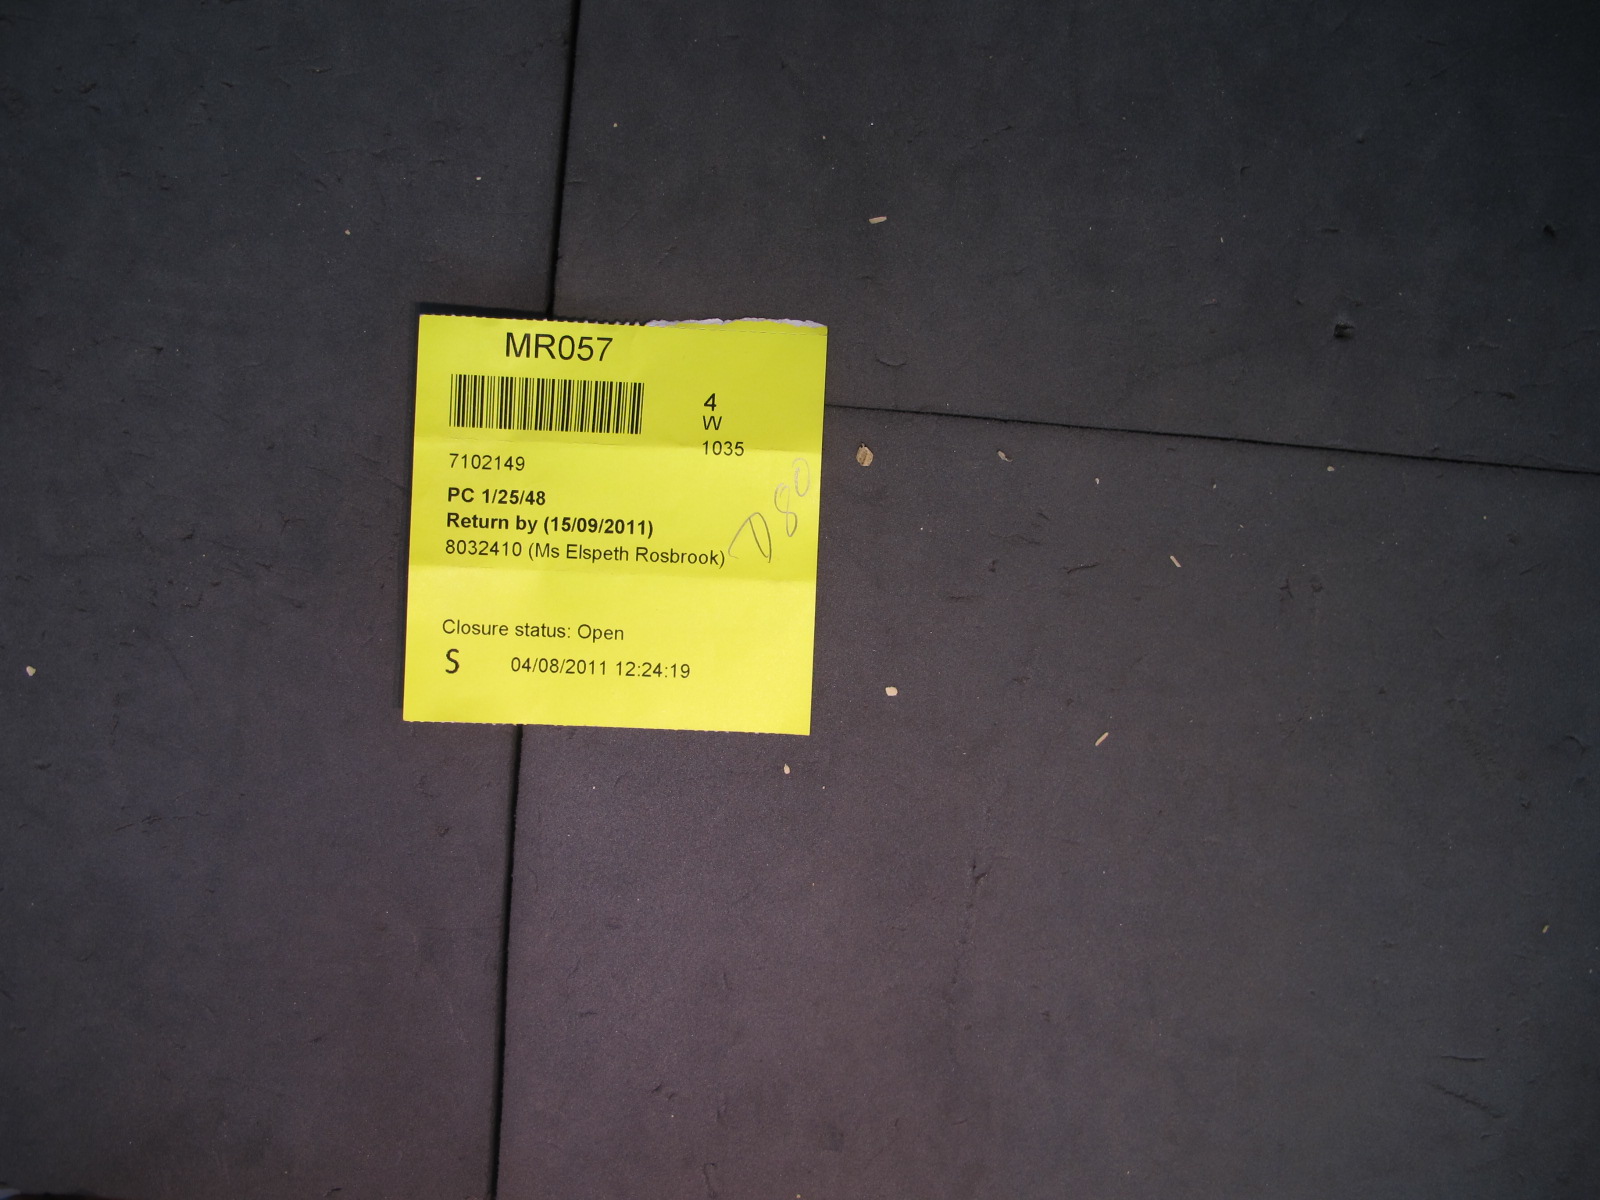 MR057
4
W
1035
7102149
PC 1/25/48
Return by (15/09/2011)
8032410 (Ms Elspeth Rosbrook)
D80
Closure status: Open
S 04/08/2011 12:24:19